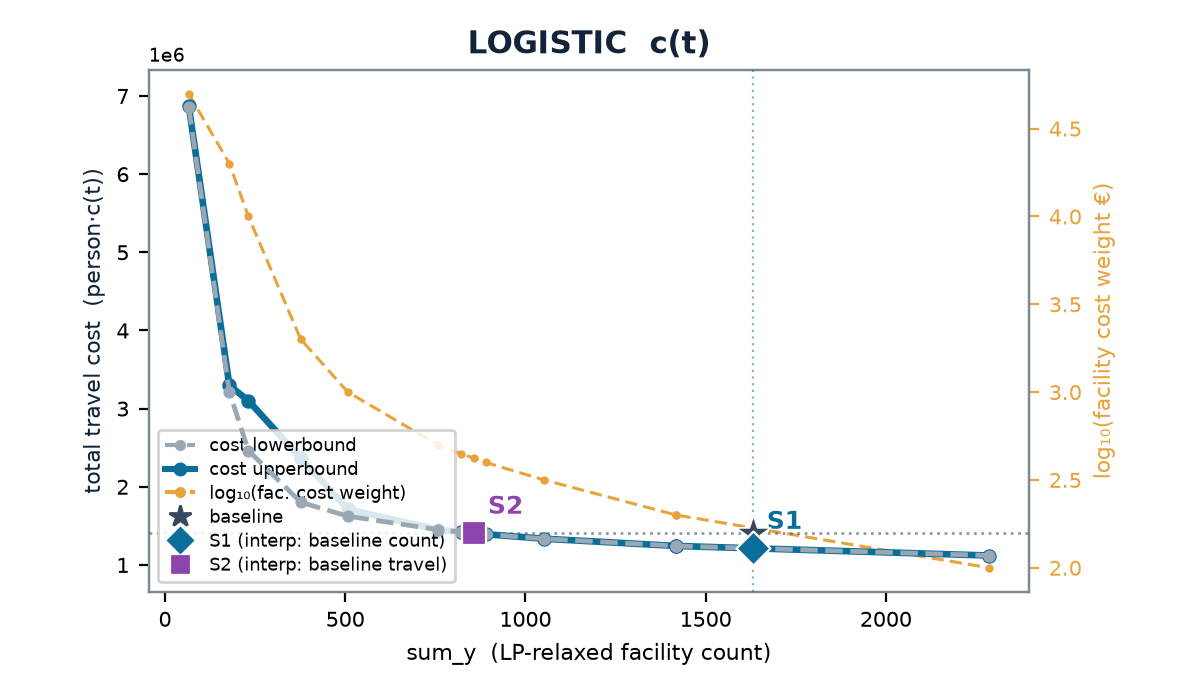 LOGISTIC c(t)
1e6
7
6
5
4
3
2
1
total travel cost (person·c(t))
4.5
4.0
3.5
3.0
2.5
2.0
log₁₀(facility cost weight €)
S2
S1
cost lowerbound
cost upperbound
log₁₀(fac. cost weight)
baseline
S1 (interp: baseline count)
S2 (interp: baseline travel)
0
500
1000
1500
2000
sum_y (LP-relaxed facility count)